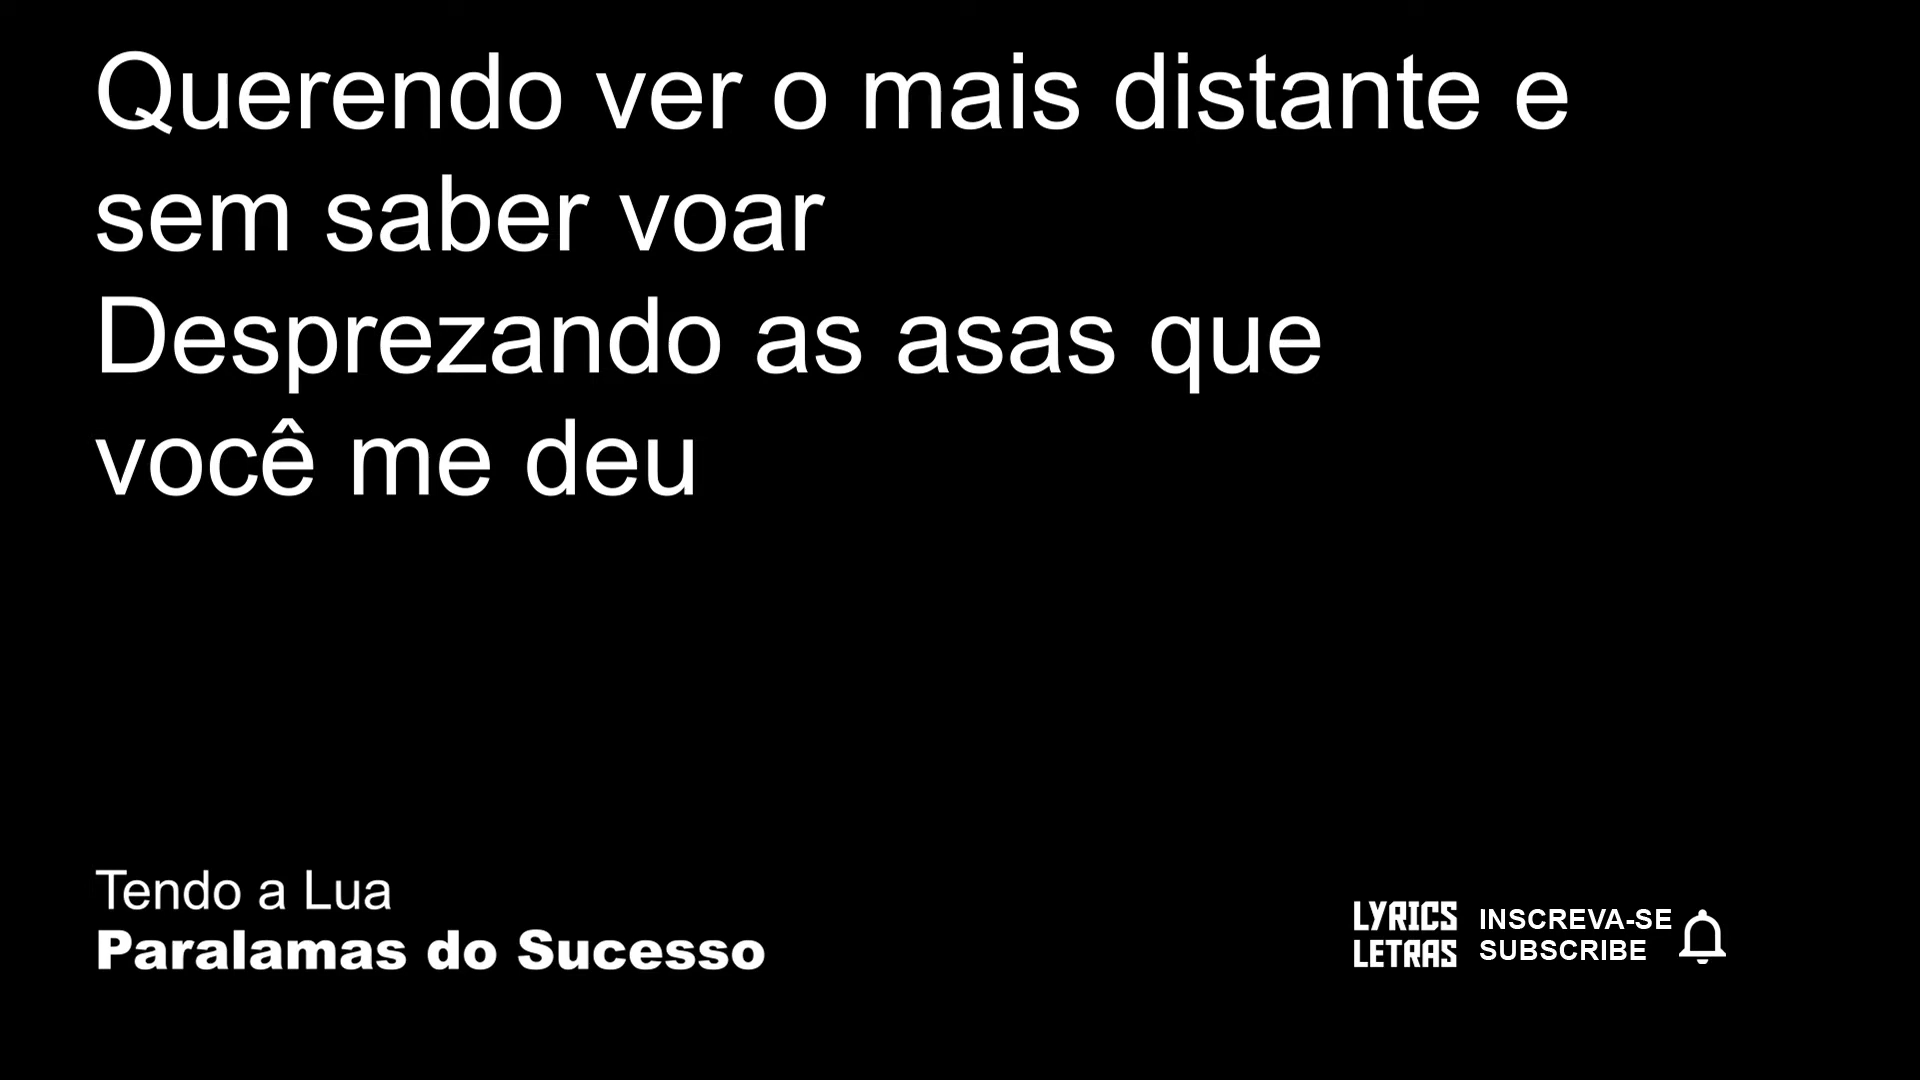 Querendo ver o mais distante e
sem saber voar
Desprezando as asas que
você me deu
Tendo a Lua
Paralamas do Sucesso
LYRICS
LETRAS
INSCREVA-SE
SUBSCRIBE